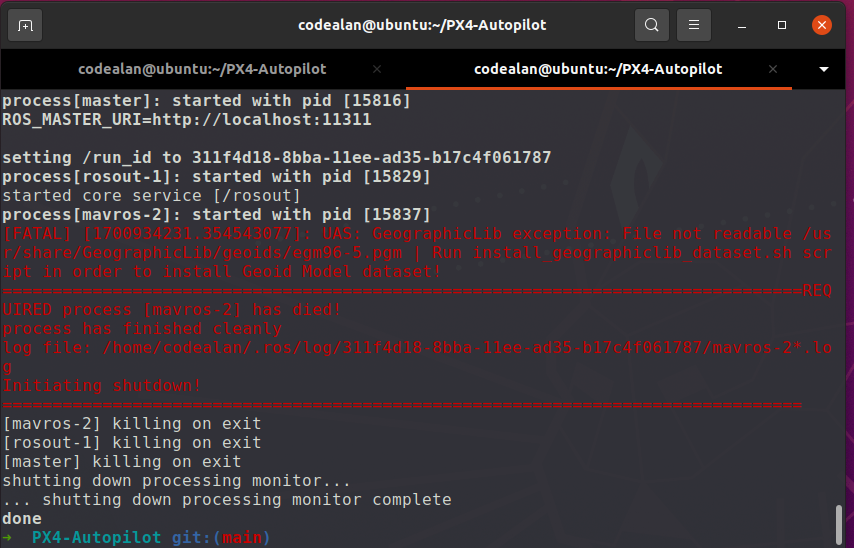 codealan@ubuntu:~/PX4-Autopilot
codealan@ubuntu:~/PX4-Autopilot
codealan@ubuntu:~/PX4-Autopilot
process[master]: started with pid [15816]
ROS_MASTER_URI=http://localhost:11311
setting /run_id to 311f4d18-8bba-11ee-ad35-b17c4f061787
process[rosout-1]: started with pid [15829]
started core service [/rosout]
process[mavros-2]: started with pid [15837]
[FATAL] [1700934231.354543077]: UAS: GeographicLib exception: File not readable /us
r/share/GeographicLib/geoids/egm96-5.pgm | Run install_geographiclib_dataset.sh scr
ipt in order to install Geoid Model dataset!
================================================================================REQ
UIRED process [mavros-2] has died!
process has finished cleanly
log file: /home/codealan/.ros/log/311f4d18-8bba-11ee-ad35-b17c4f061787/mavros-2*.lo
g
Initiating shutdown!
================================================================================
[mavros-2] killing on exit
[rosout-1] killing on exit
[master] killing on exit
shutting down processing monitor...
... shutting down processing monitor complete
done
➜  PX4-Autopilot git:(main)